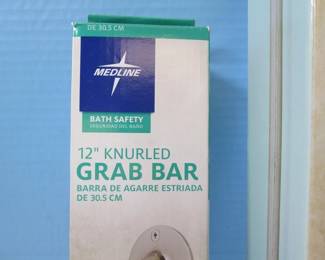 DE 30.5 CM
MEDLINE
BATH SAFETY
SEGURIDAD DEL BAÑO
12" KNURLED
GRAB BAR
BARRA DE AGARRE ESTRIADA
DE 30.5 CM